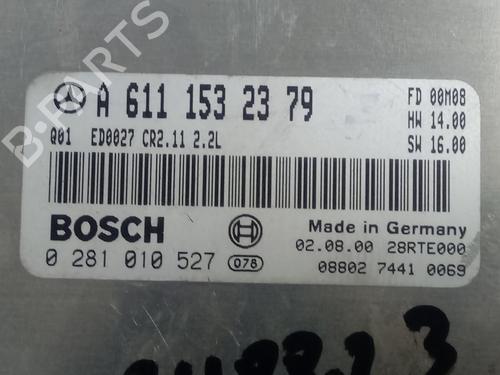 B-PARTS
A 611 153 23 79
FD 00M08
HW 14.00
Q01 ED0027 CR2.11 2.2L
SW 16.00
BOSCH
Made in Germany
02.08.00 28RTE000
0 281 010 527 078
08802 7441 0069